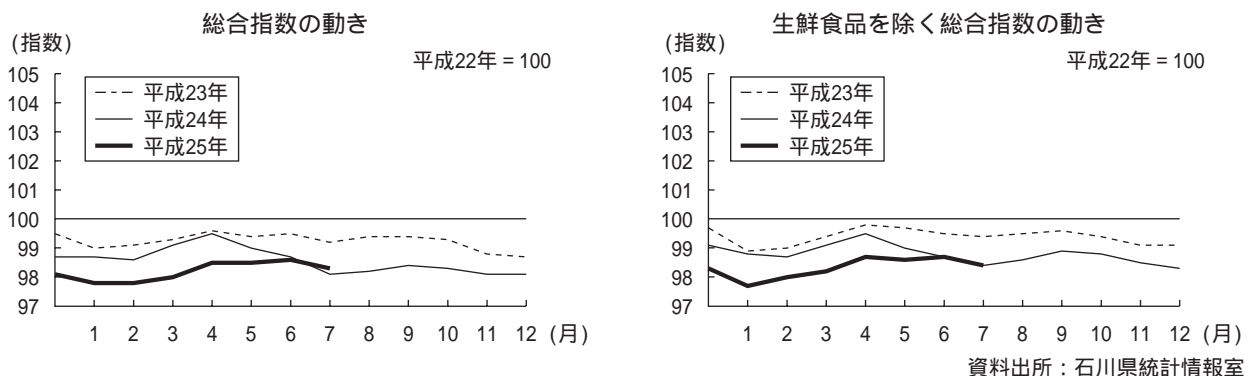 総合指数の動き
(指数)
平成22年 = 100
105
104
103
102
101
100
99
98
97
平成23年
平成24年
平成25年
1 2 3 4 5 6 7 8 9 10 11 12 (月)
生鮮食品を除く総合指数の動き
(指数)
平成22年 = 100
105
104
103
102
101
100
99
98
97
平成23年
平成24年
平成25年
1 2 3 4 5 6 7 8 9 10 11 12 (月)
資料出所：石川県統計情報室